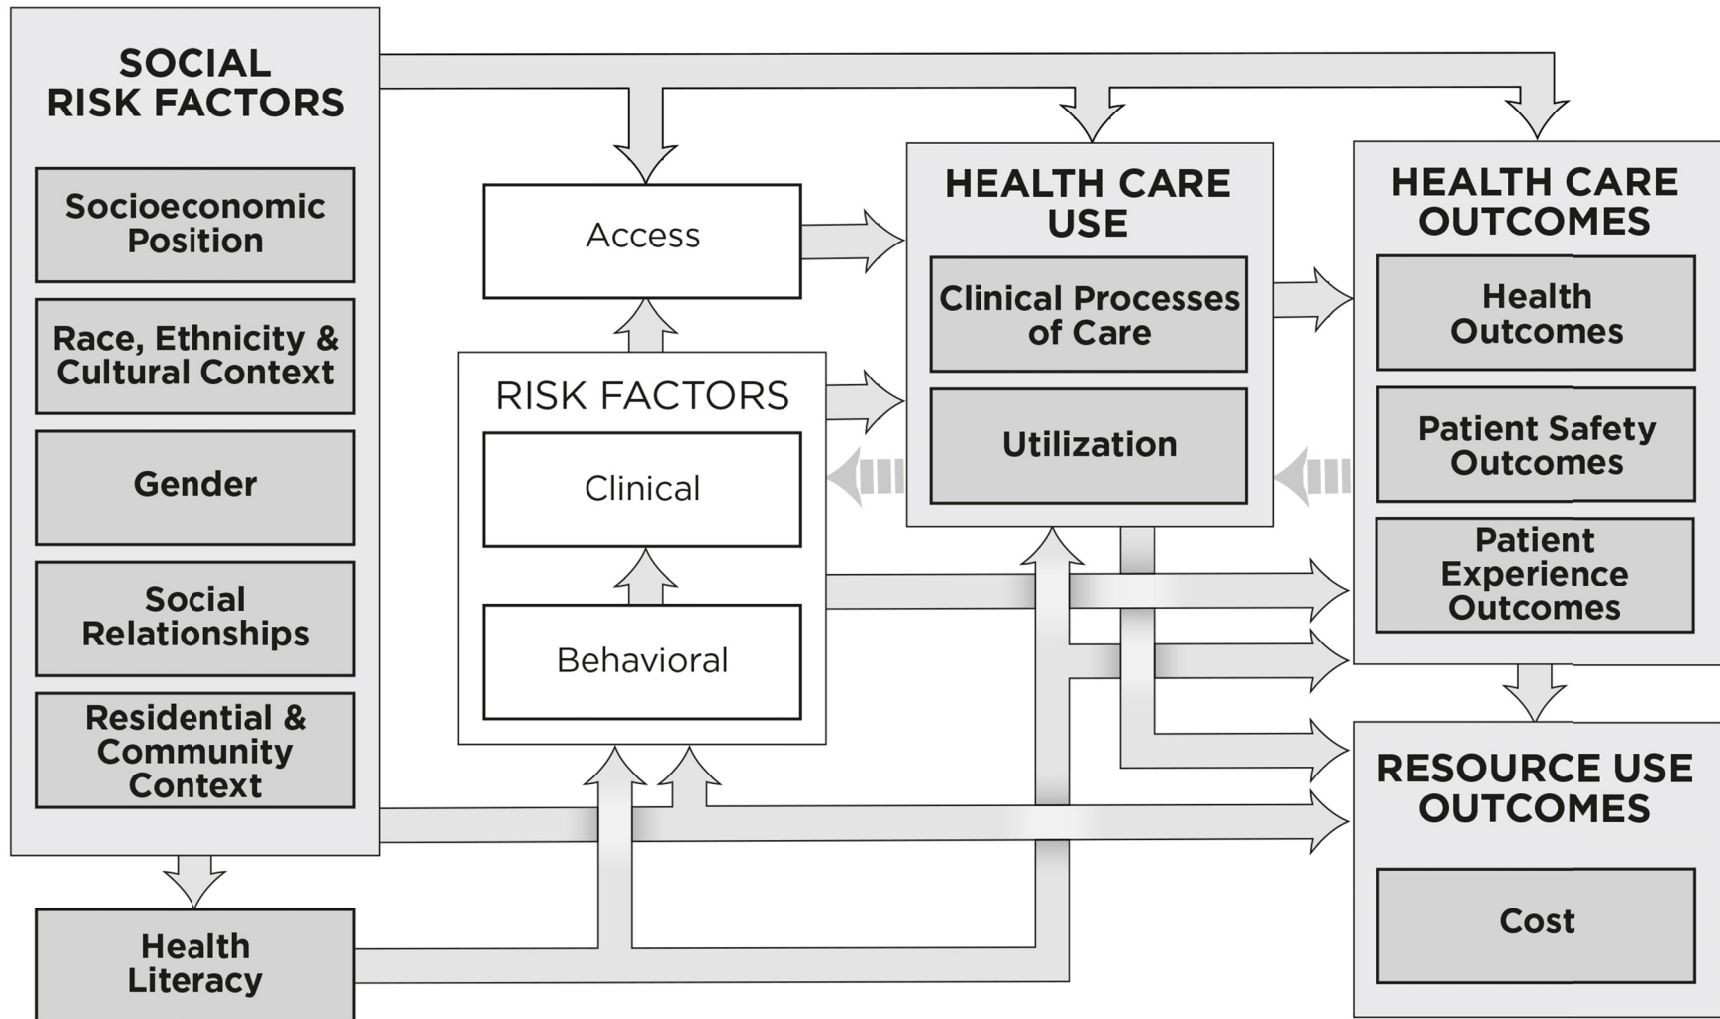 SOCIAL
RISK FACTORS
Socioeconomic
Position
Race, Ethnicity &
Cultural Context
Gender
Social
Relationships
Residential &
Community
Context
Health
Literacy
Access
RISK FACTORS
Clinical
Behavioral
HEALTH CARE
USE
Clinical Processes
of Care
Utilization
HEALTH CARE
OUTCOMES
Health
Outcomes
Patient Safety
Outcomes
Patient
Experience
Outcomes
RESOURCE USE
OUTCOMES
Cost